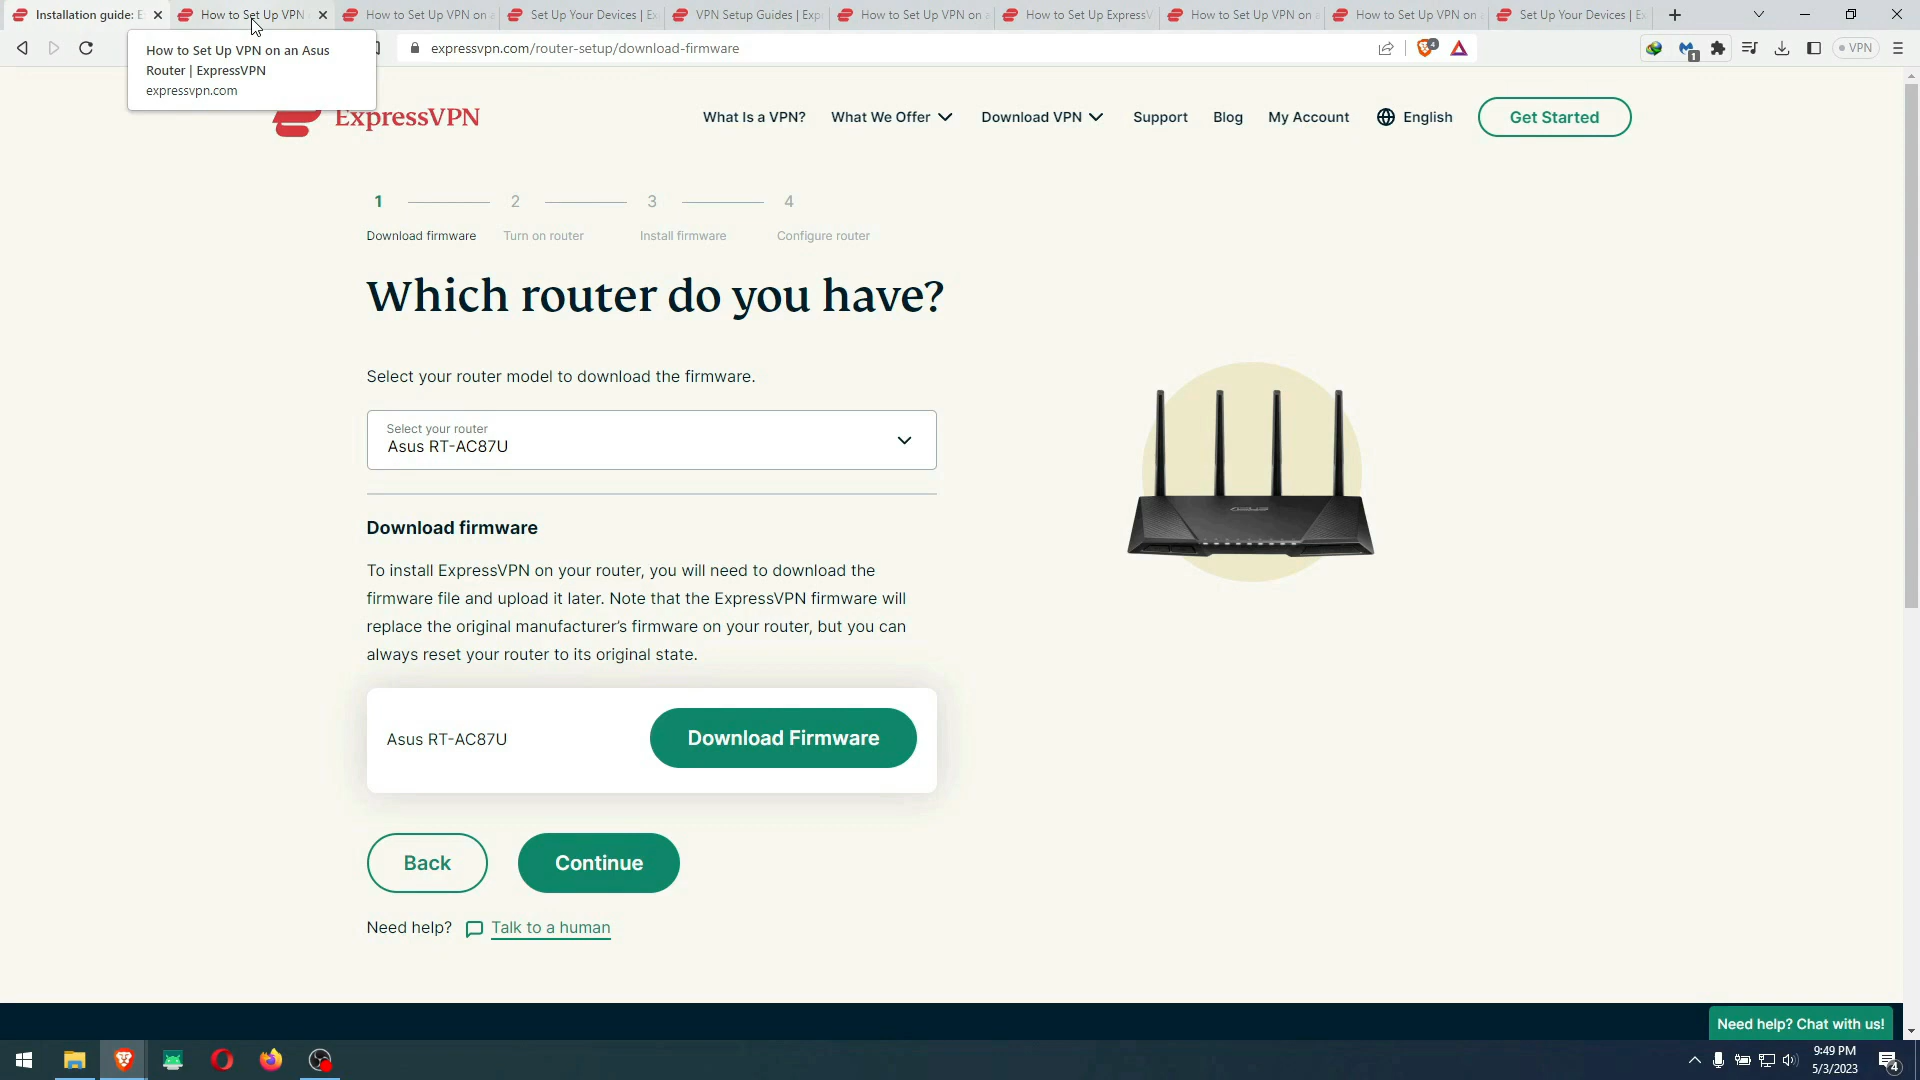 Installation guide: E
How to Set Up VPN
How to Set Up VPN on a
Set Up Your Devices | Ex
VPN Setup Guides | Exp
How to Set Up VPN on a
How to Set Up ExpressV
How to Set Up VPN on a
How to Set Up VPN on a
Set Up Your Devices | Ex
expressvpn.com/router-setup/download-firmware
4
1
VPN
How to Set Up VPN on an Asus
Router | ExpressVPN
expressvpn.com
ExpressVPN
What Is a VPN?
What We Offer
Download VPN
Support
Blog
My Account
English
Get Started
1
2
3
4
Download firmware
Turn on router
Install firmware
Configure router
Which router do you have?
Select your router model to download the firmware.
Select your router
Asus RT-AC87U
Download firmware
To install ExpressVPN on your router, you will need to download the
firmware file and upload it later. Note that the ExpressVPN firmware will
replace the original manufacturer's firmware on your router, but you can
always reset your router to its original state.
Asus RT-AC87U
Download Firmware
Back
Continue
Need help?
Talk to a human
ASUS
Need help? Chat with us!
9:49 PM
5/3/2023
4